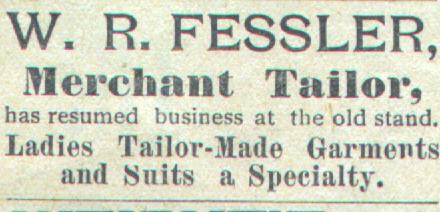 W. R. FESSLER,
Merchant Tailor,
has resumed business at the old stand.
Ladies Tailor-Made Garments
and Suits a Specialty.